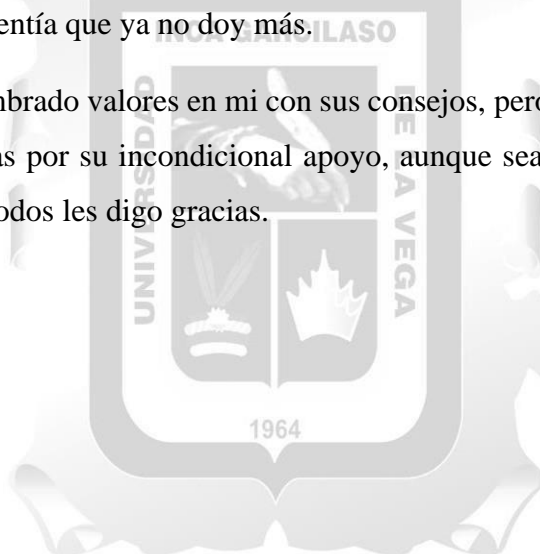 entía que ya no doy más.
INCA GARCILASO
mbrado valores en mi con sus consejos, pero
as por su incondicional apoyo, aunque sea
odos les digo gracias.
UNIVERSIDAD
DE LA VEGA
1964